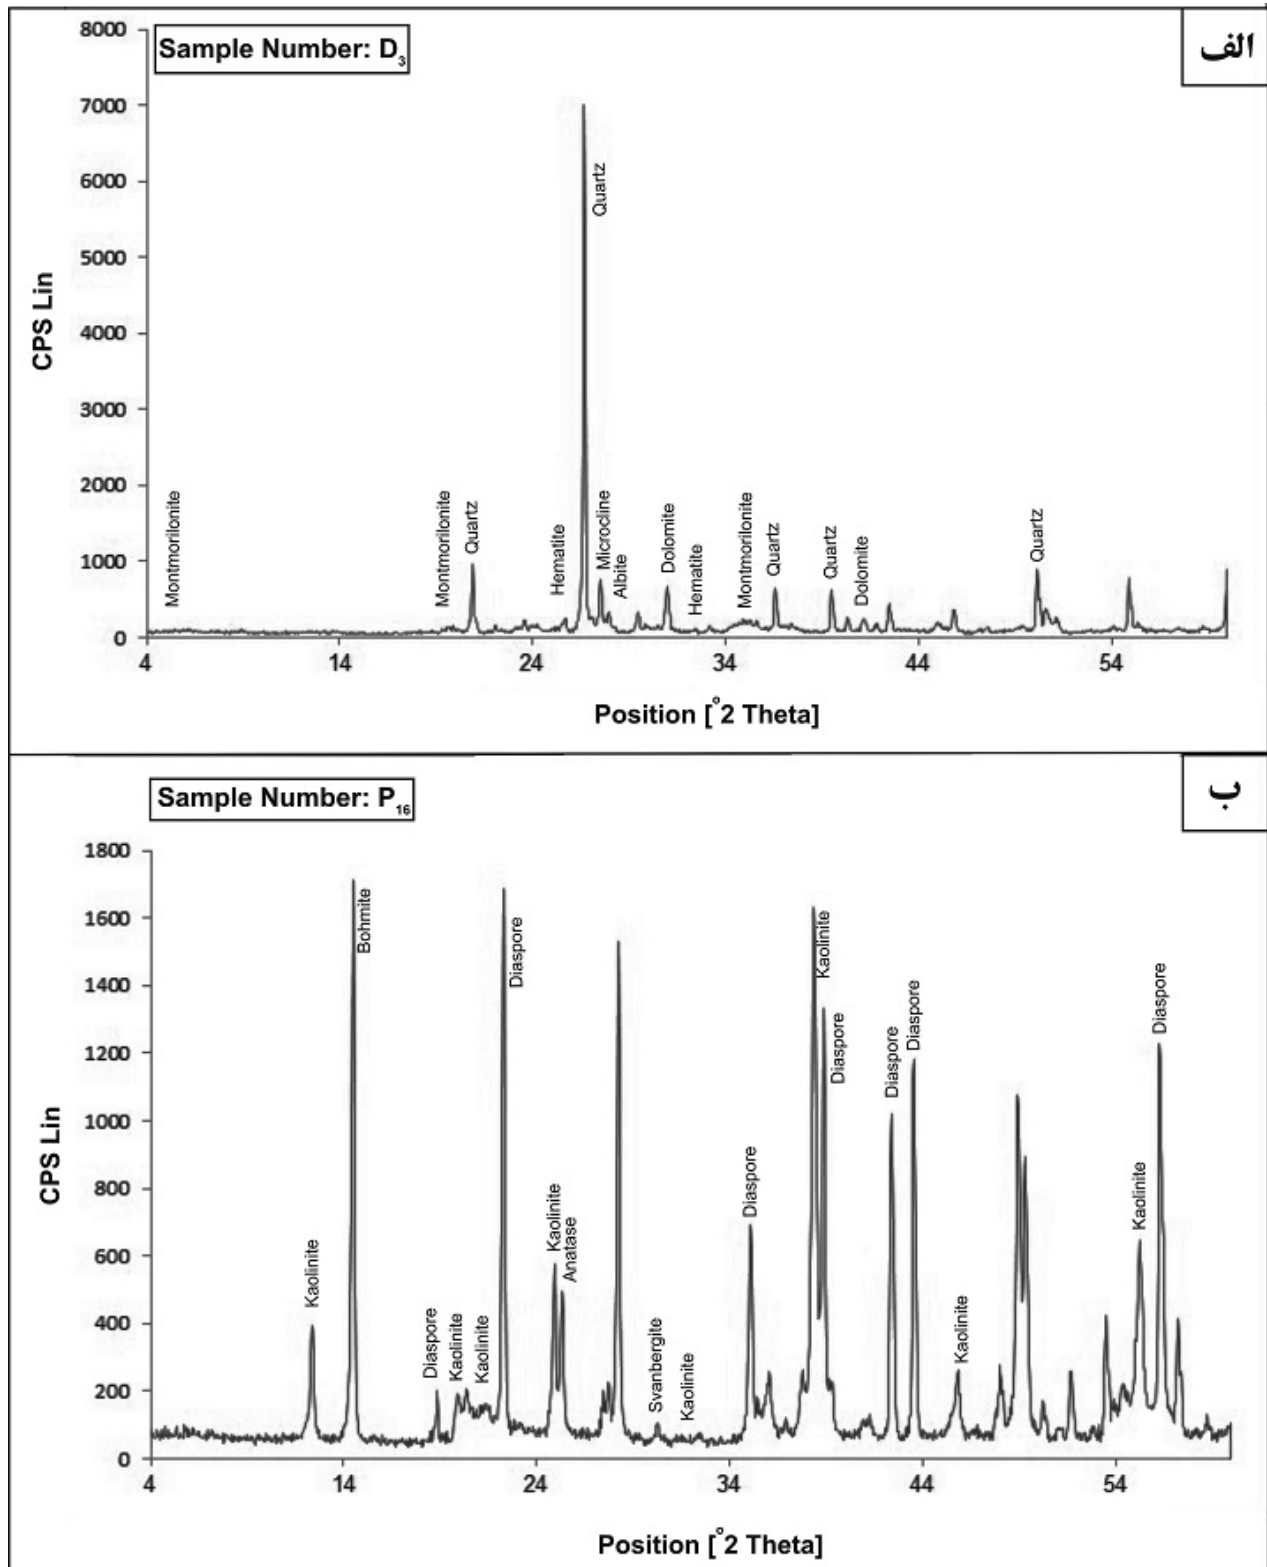 Sample Number: D3
الف
CPS Lin
8000
7000
6000
5000
4000
3000
2000
1000
0
Montmorilonite
Montmorilonite
Quartz
Hematite
Quartz
Microcline
Albite
Dolomite
Hematite
Montmorilonite
Quartz
Quartz
Dolomite
Quartz
4 14 24 34 44 54
Position [°2 Theta]
Sample Number: P16
ب
CPS Lin
1800
1600
1400
1200
1000
800
600
400
200
0
Kaolinite
Bohmite
Diaspore
Kaolinite
Kaolinite
Diaspore
Kaolinite
Anatase
Svanbergite
Kaolinite
Diaspore
Kaolinite
Diaspore
Diaspore
Diaspore
Kaolinite
Kaolinite
Diaspore
4 14 24 34 44 54
Position [°2 Theta]